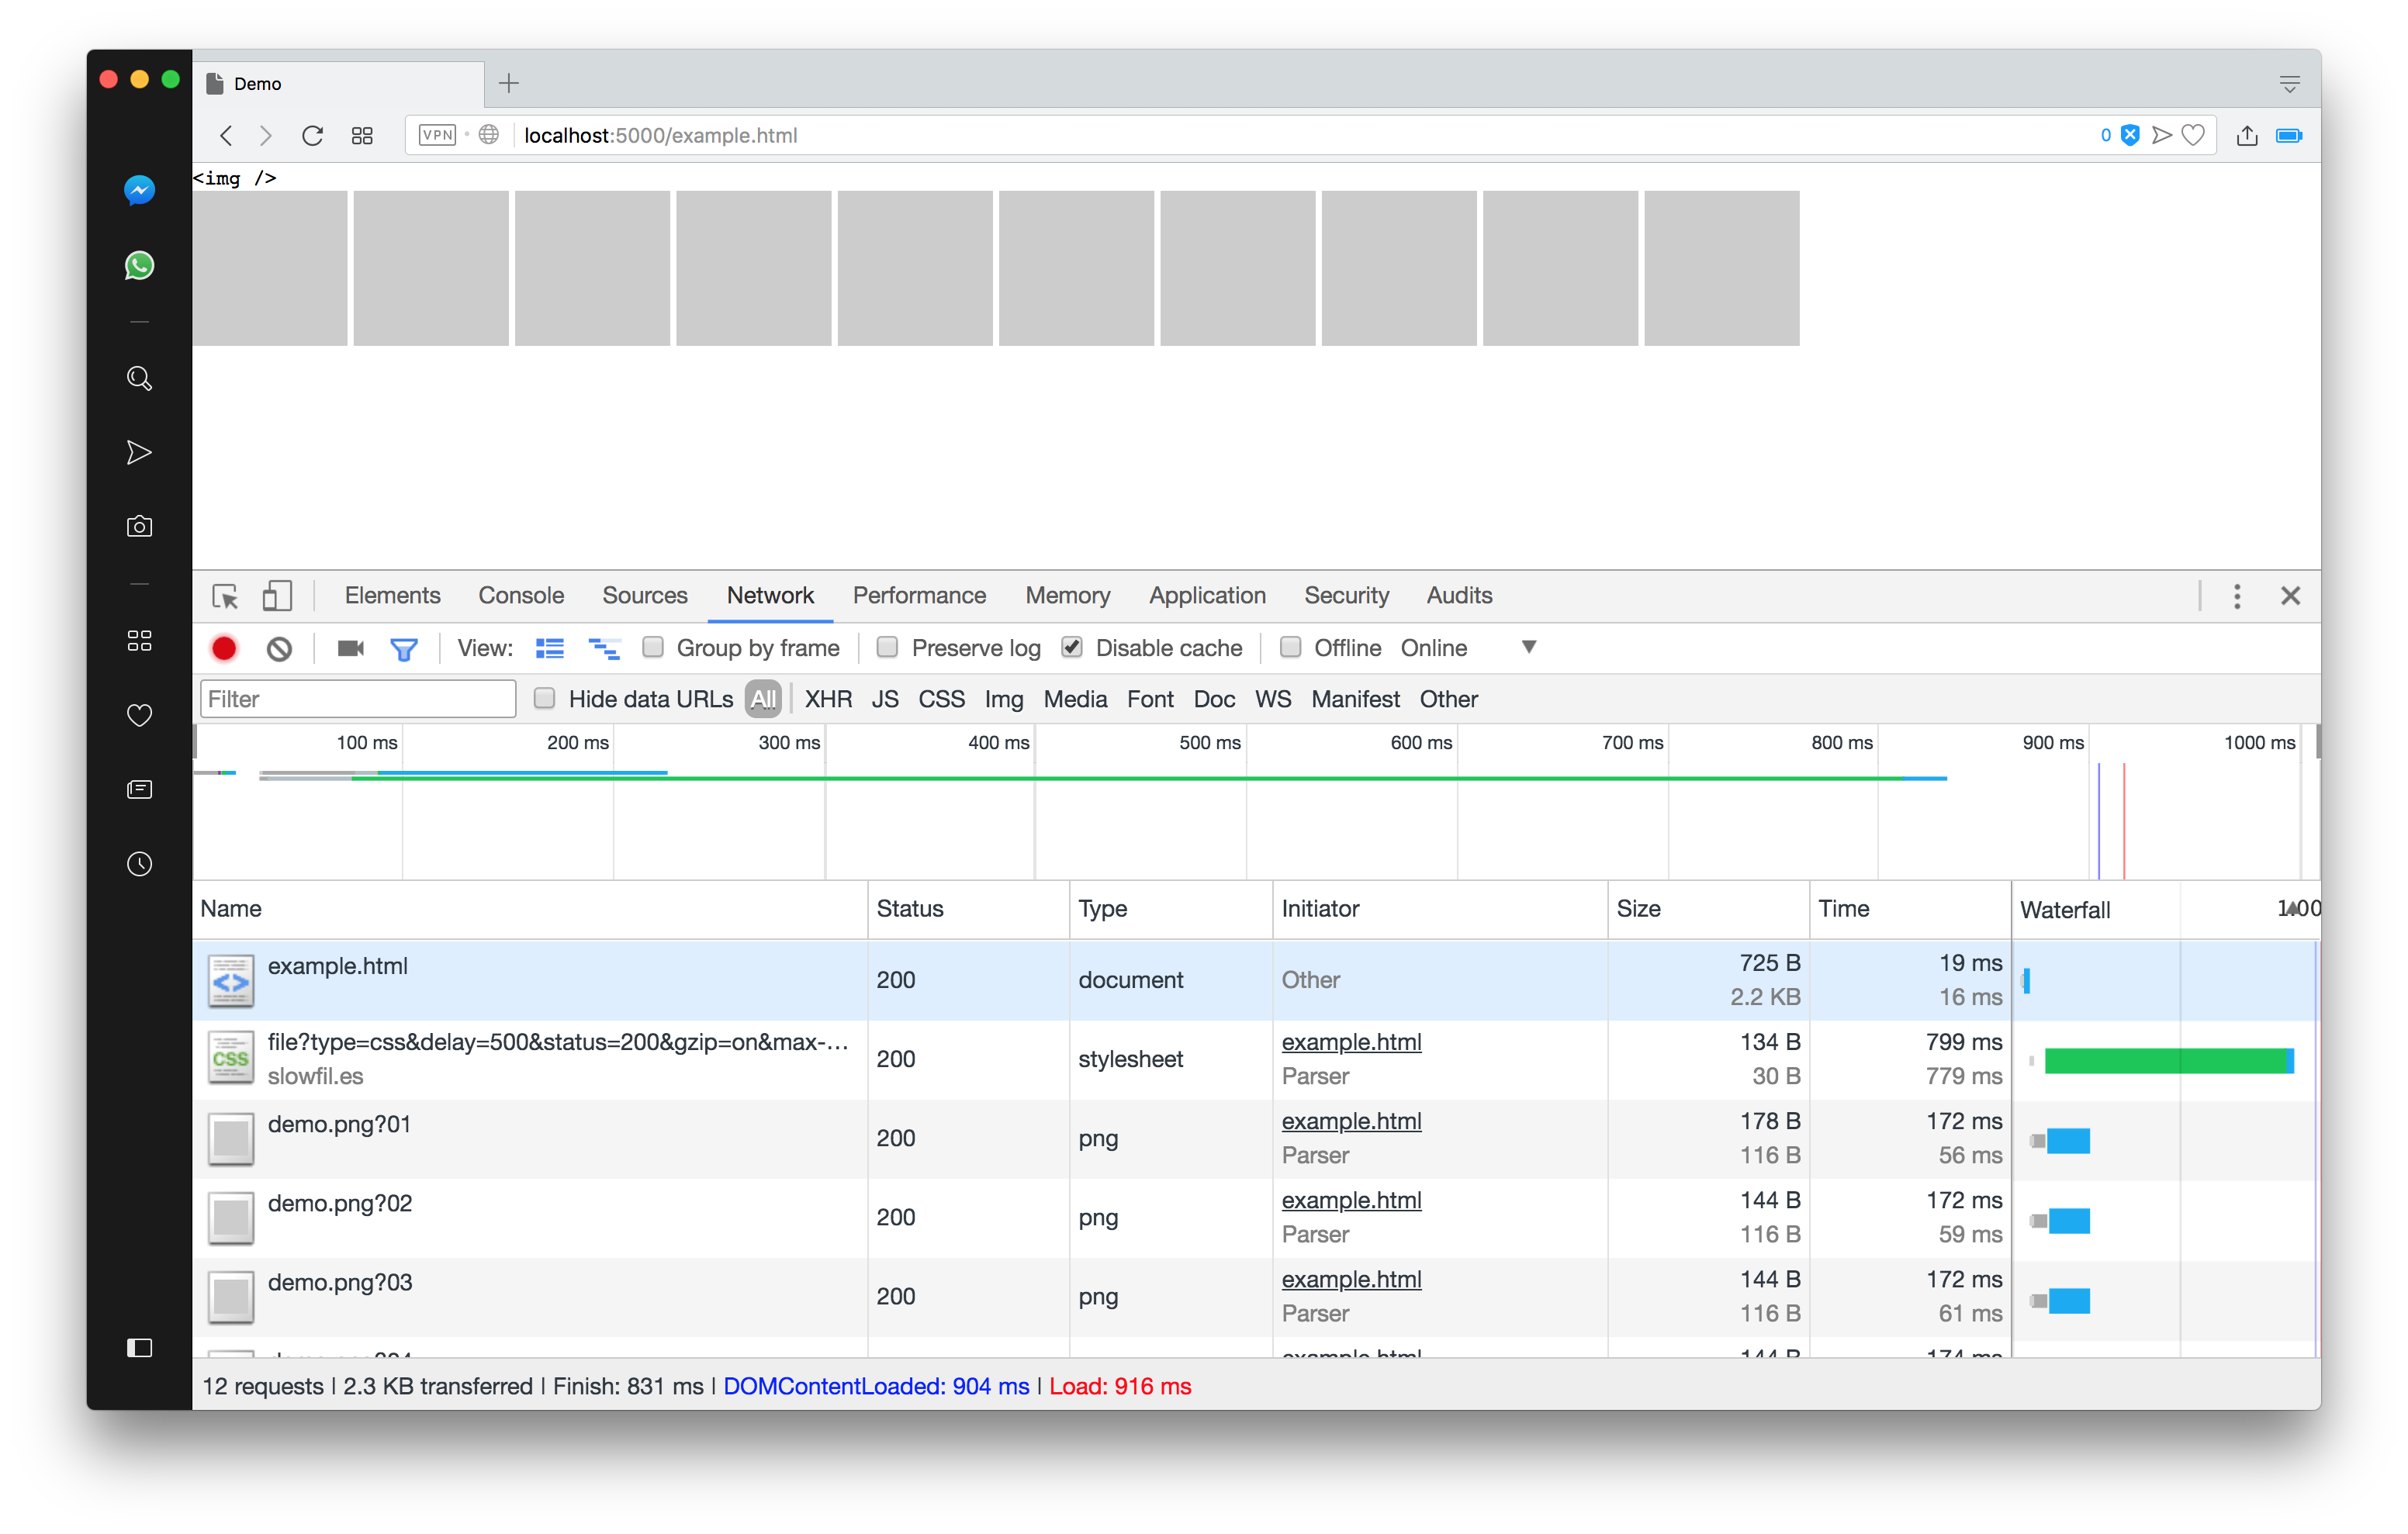 Demo
VPN localhost:5000/example.html 0
<img />
Elements Console Sources Network Performance Memory Application Security Audits
View: Group by frame Preserve log Disable cache Offline Online
Filter Hide data URLs All XHR JS CSS Img Media Font Doc WS Manifest Other
100 ms 200 ms 300 ms 400 ms 500 ms 600 ms 700 ms 800 ms 900 ms 1000 ms
Name Status Type Initiator Size Time Waterfall
example.html 200 document Other 725 B 19 ms
2.2 KB 16 ms
file?type=css&delay=500&status=200&gzip=on&max-... 200 stylesheet example.html 134 B 799 ms
slowfil.es Parser 30 B 779 ms
demo.png?01 200 png example.html 178 B 172 ms
Parser 116 B 56 ms
demo.png?02 200 png example.html 144 B 172 ms
Parser 116 B 59 ms
demo.png?03 200 png example.html 144 B 172 ms
Parser 116 B 61 ms
12 requests | 2.3 KB transferred | Finish: 831 ms | DOMContentLoaded: 904 ms | Load: 916 ms